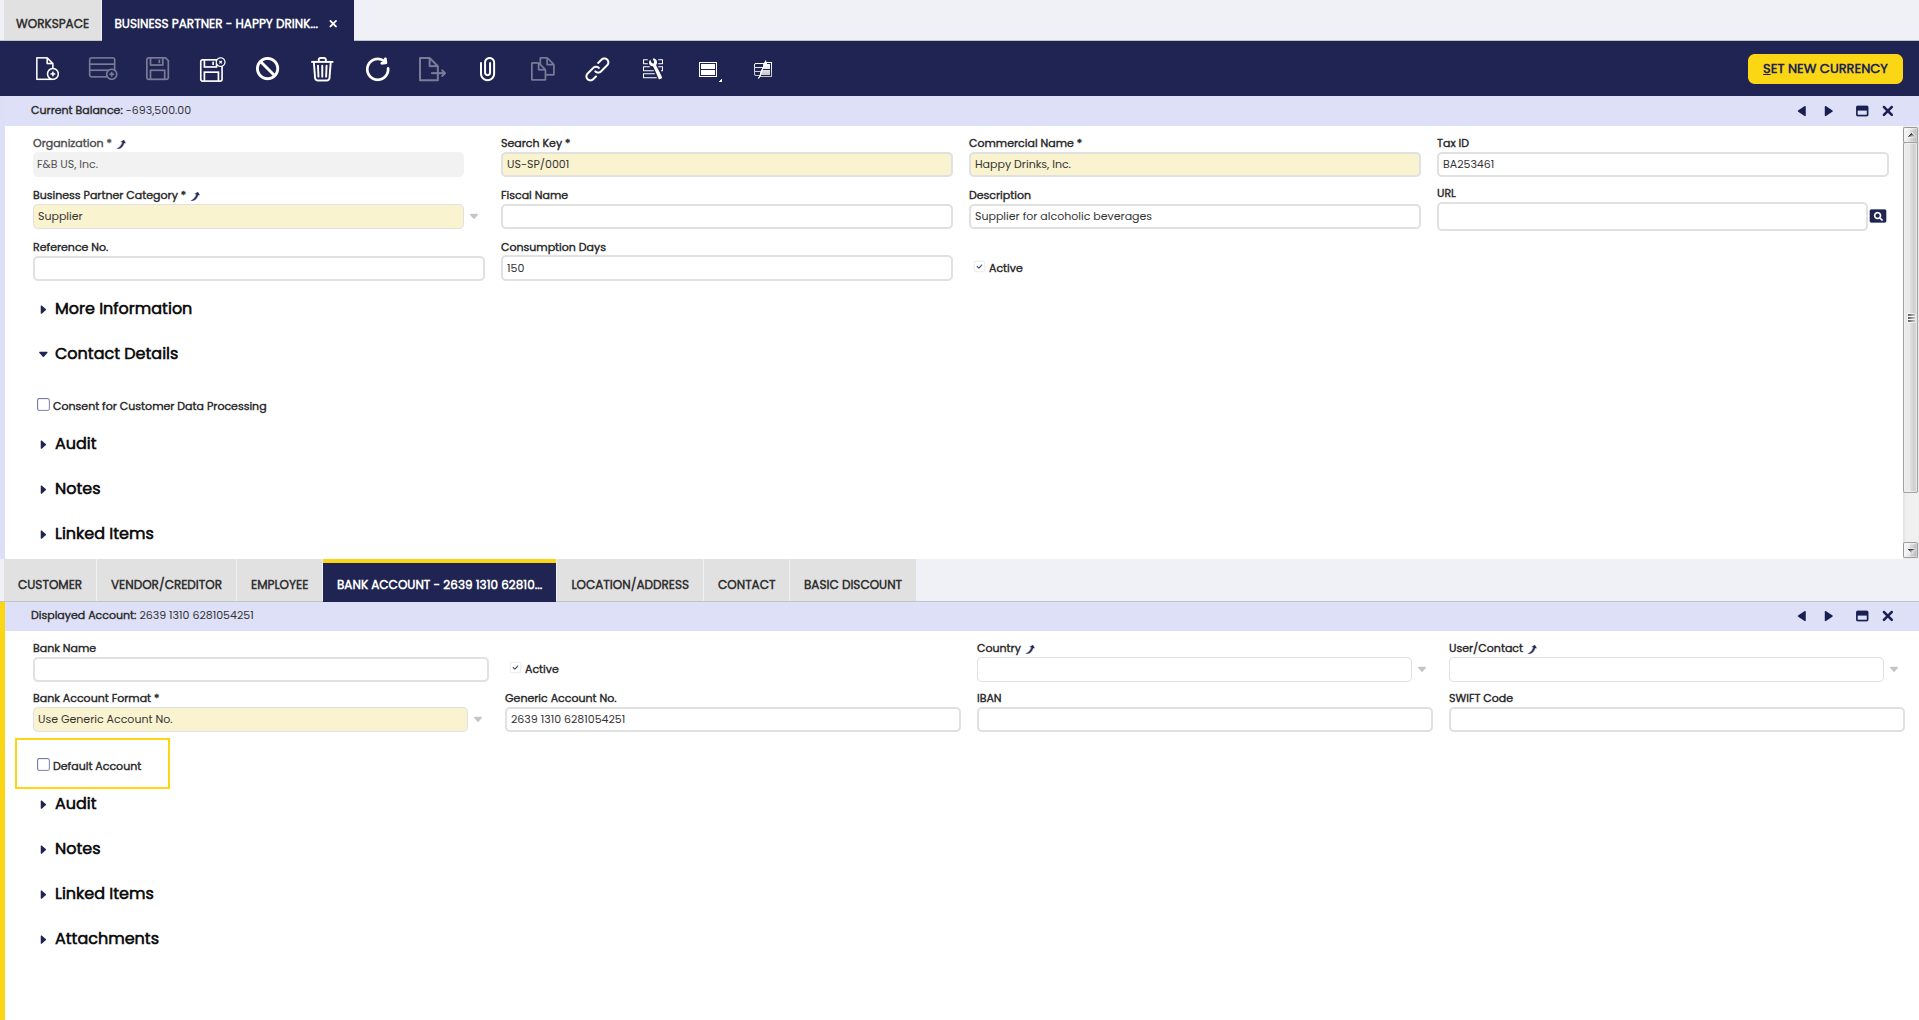 WORKSPACE
BUSINESS PARTNER - HAPPY DRINK...
SET NEW CURRENCY
Current Balance: -693,500.00
Organization *
Search Key *
Commercial Name *
Tax ID
F&B US, Inc.
US-SP/0001
Happy Drinks, Inc.
BA253461
Business Partner Category *
Fiscal Name
Description
URL
Supplier
Supplier for alcoholic beverages
Reference No.
Consumption Days
150
Active
More Information
Contact Details
Consent for Customer Data Processing
Audit
Notes
Linked Items
CUSTOMER
VENDOR/CREDITOR
EMPLOYEE
BANK ACCOUNT - 2639 1310 62810...
LOCATION/ADDRESS
CONTACT
BASIC DISCOUNT
Displayed Account: 2639 1310 6281054251
Bank Name
Active
Country
User/Contact
Bank Account Format *
Generic Account No.
IBAN
SWIFT Code
Use Generic Account No.
2639 1310 6281054251
Default Account
Audit
Notes
Linked Items
Attachments